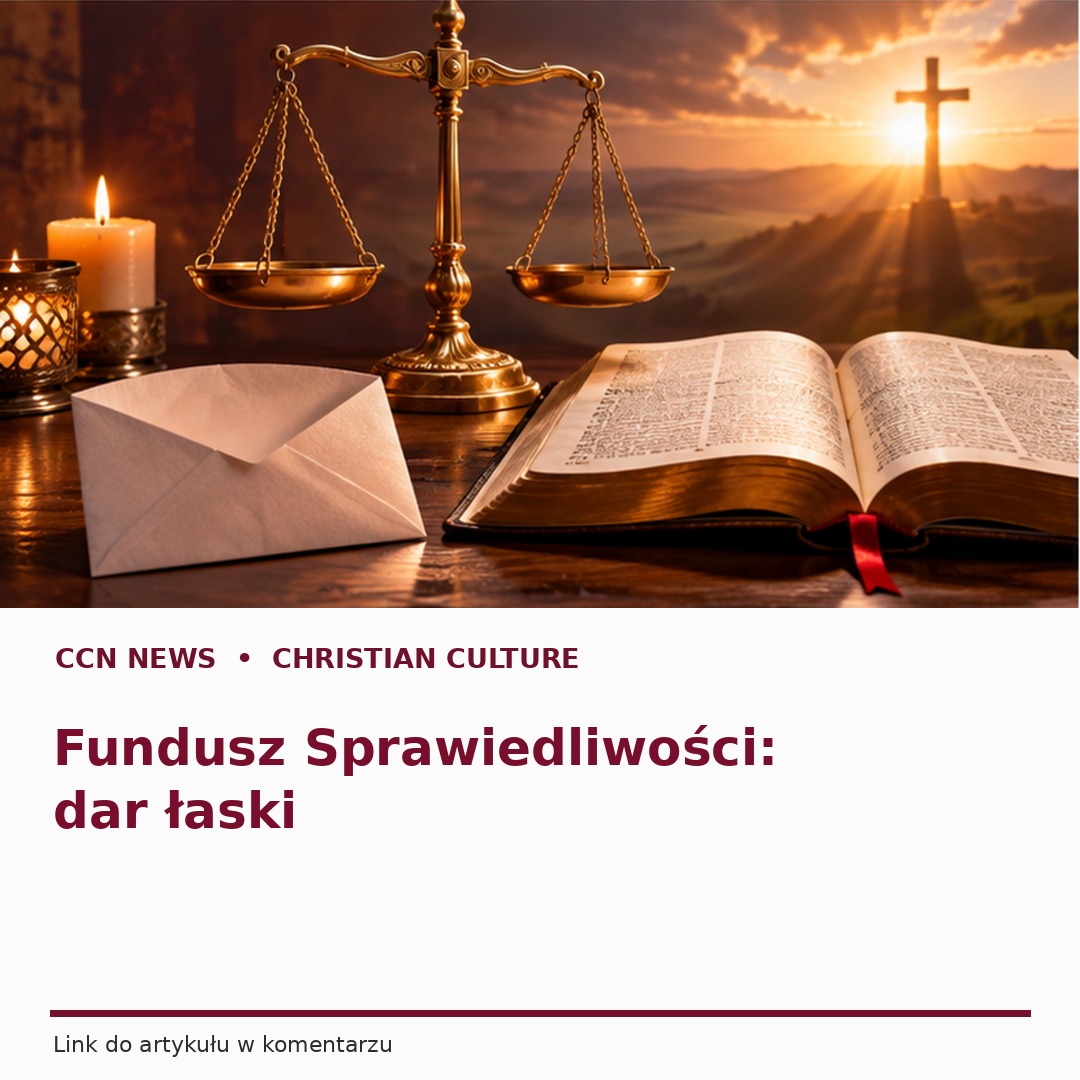 CCN NEWS • CHRISTIAN CULTURE
Fundusz Sprawiedliwości:
dar łaski
Link do artykułu w komentarzu